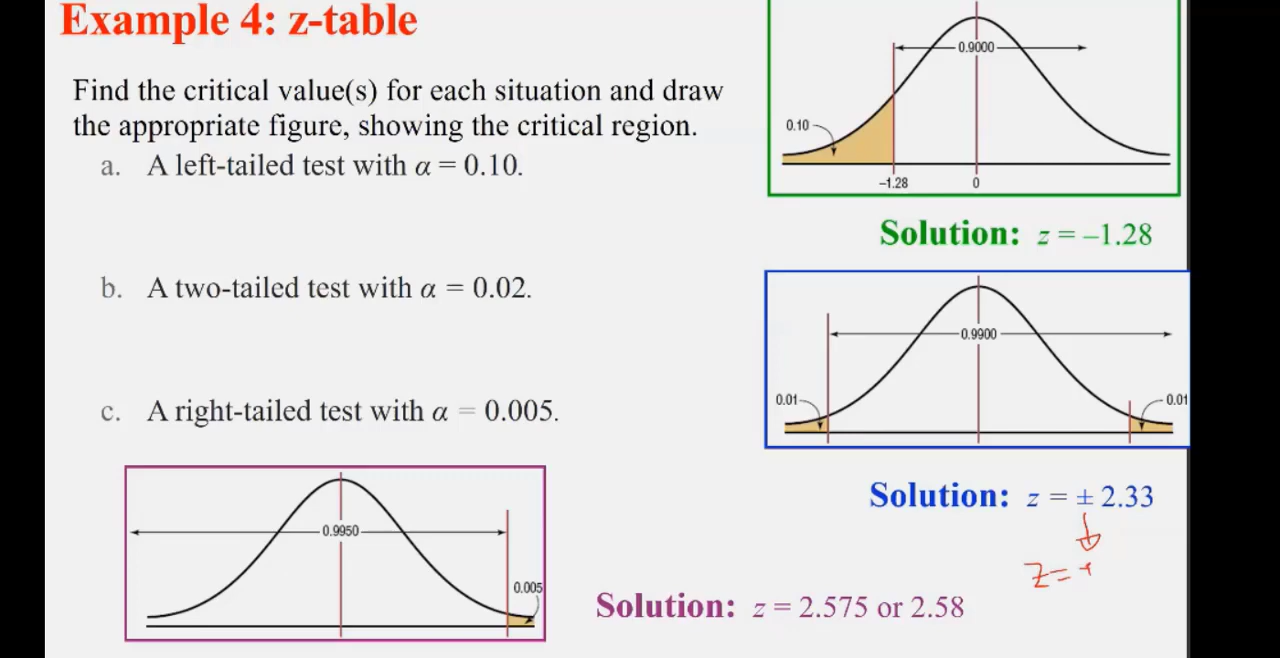 Example 4: z-table
Find the critical value(s) for each situation and draw
the appropriate figure, showing the critical region.
a. A left-tailed test with α = 0.10.
0.9000
0.10
–1.28
0
Solution: z = –1.28
b. A two-tailed test with α = 0.02.
0.9900
0.01
0.01
Solution: z = ± 2.33
z = +
c. A right-tailed test with α = 0.005.
0.9950
0.005
Solution: z = 2.575 or 2.58